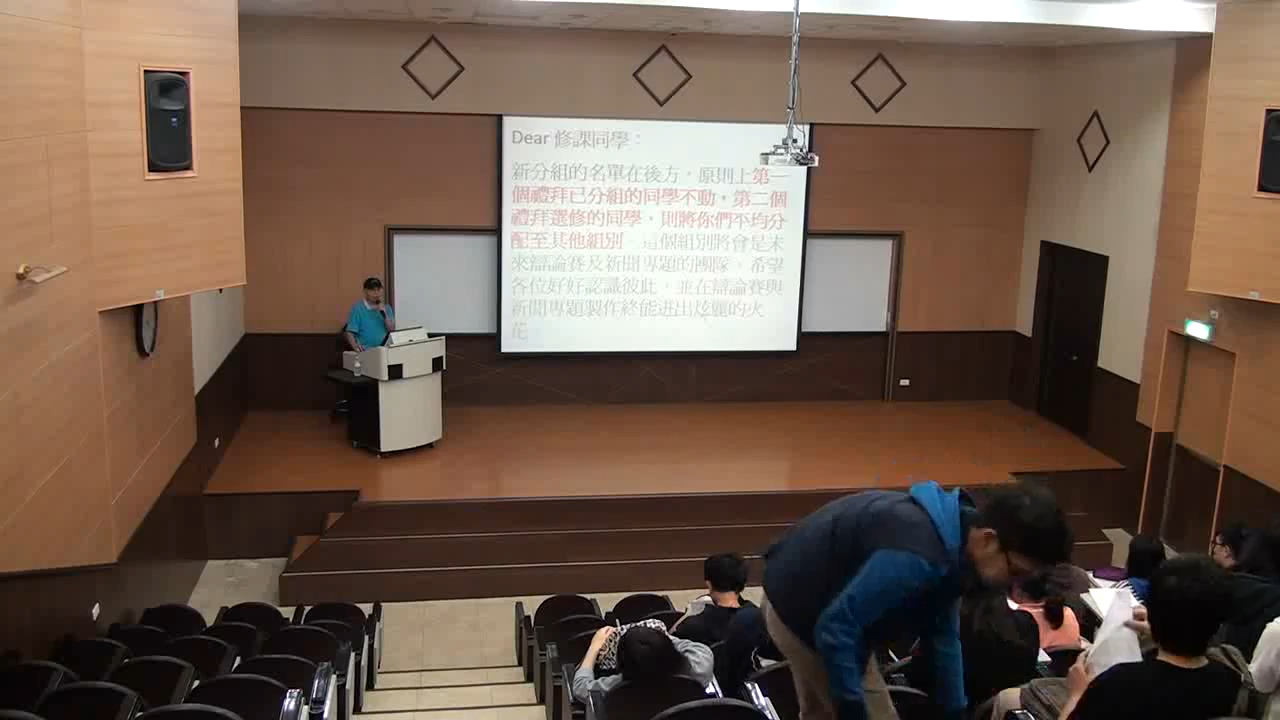 Dear 修課同學：
新分組的名單在後方，原則上第一
個禮拜已分組的同學不動，第二個
禮拜選修的同學，則將你們平均分
配至其他組別。這個組別將會是未
來辯論賽及新聞專題的團隊，希望
各位好好認識彼此，並在辯論賽與
新聞專題製作終能迸出炫麗的火
花